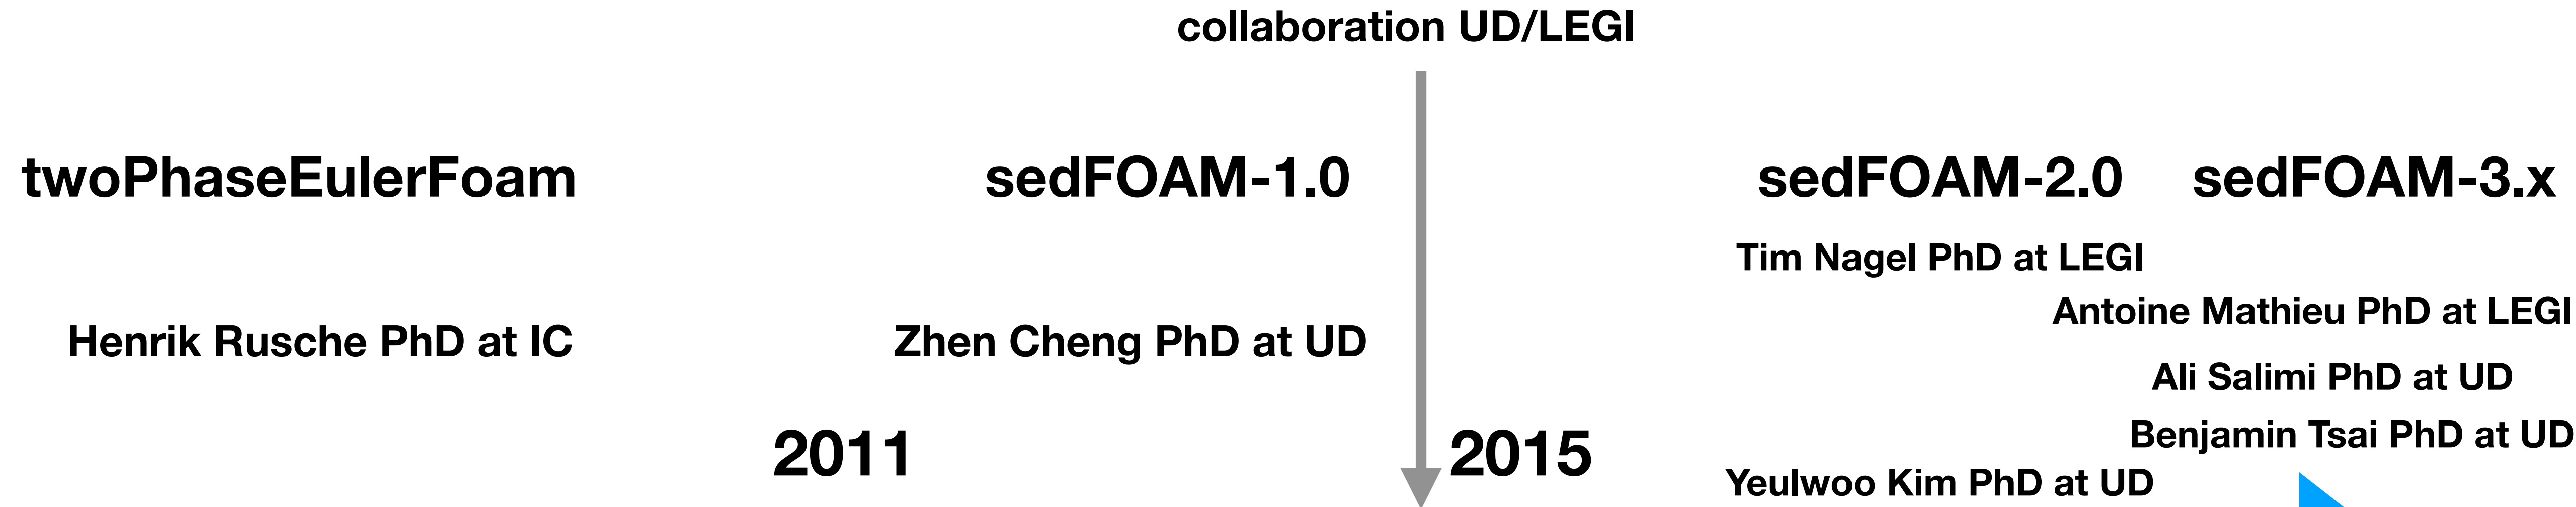 collaboration UD/LEGI
twoPhaseEulerFoam
sedFOAM-1.0
sedFOAM-2.0
sedFOAM-3.x
Tim Nagel PhD at LEGI
Antoine Mathieu PhD at LEGI
Henrik Rusche PhD at IC
Zhen Cheng PhD at UD
Ali Salimi PhD at UD
Benjamin Tsai PhD at UD
2011
2015
Yeulwoo Kim PhD at UD